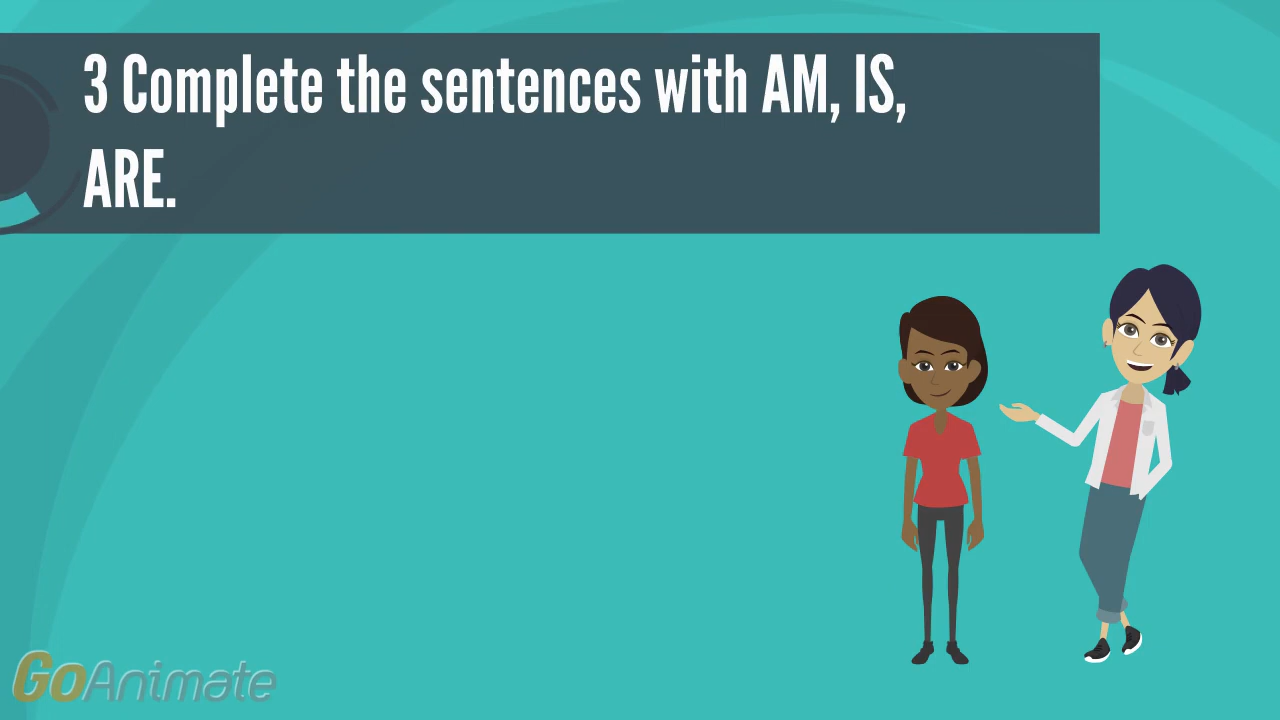 3 Complete the sentences with AM, IS,
ARE.
GoAnimate